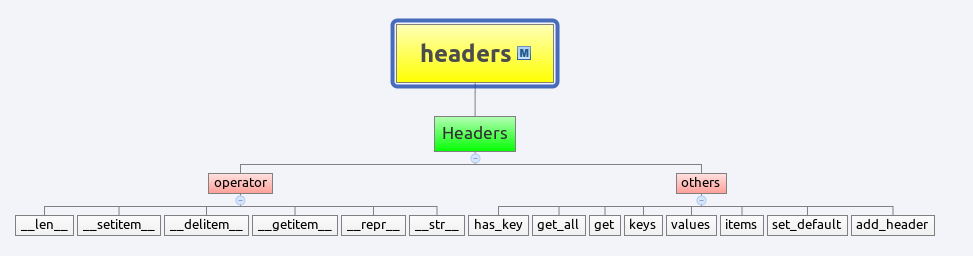 headers M
Headers
operator others
__len__ __setitem__ __delitem__ __getitem__ __repr__ __str__ has_key get_all get keys values items set_default add_header